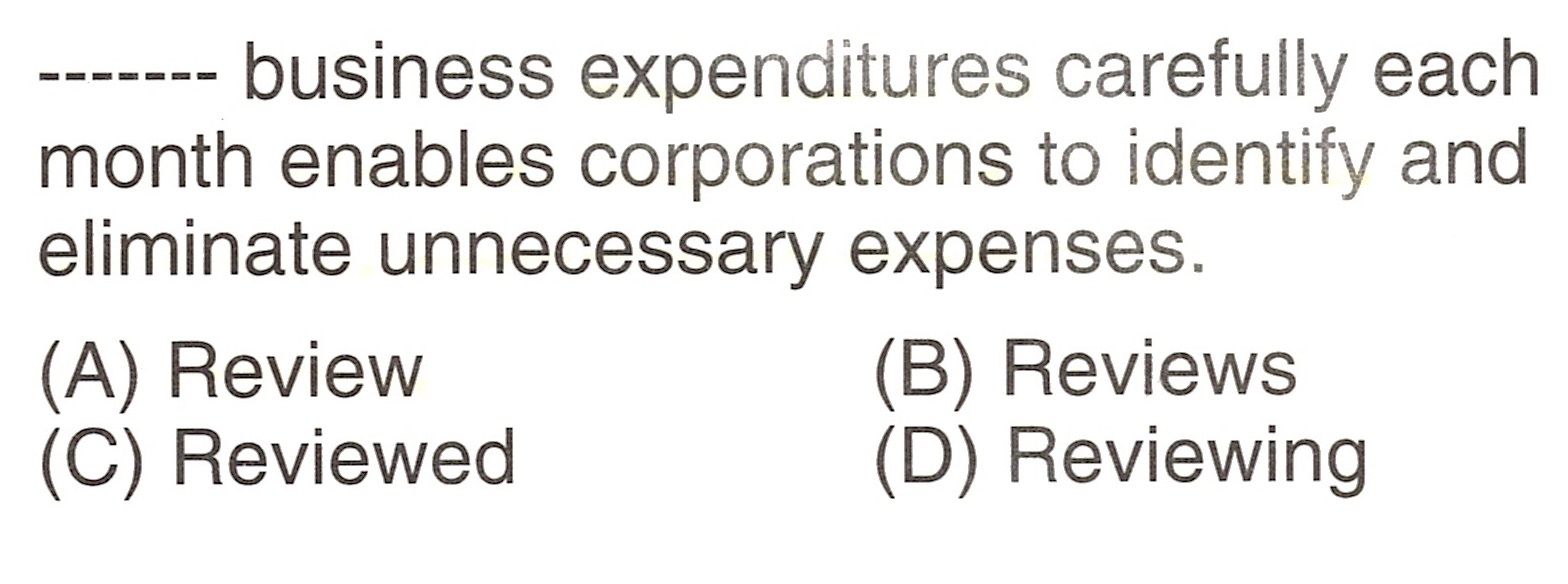 ------- business expenditures carefully each
month enables corporations to identify and
eliminate unnecessary expenses.
(A) Review (B) Reviews
(C) Reviewed (D) Reviewing